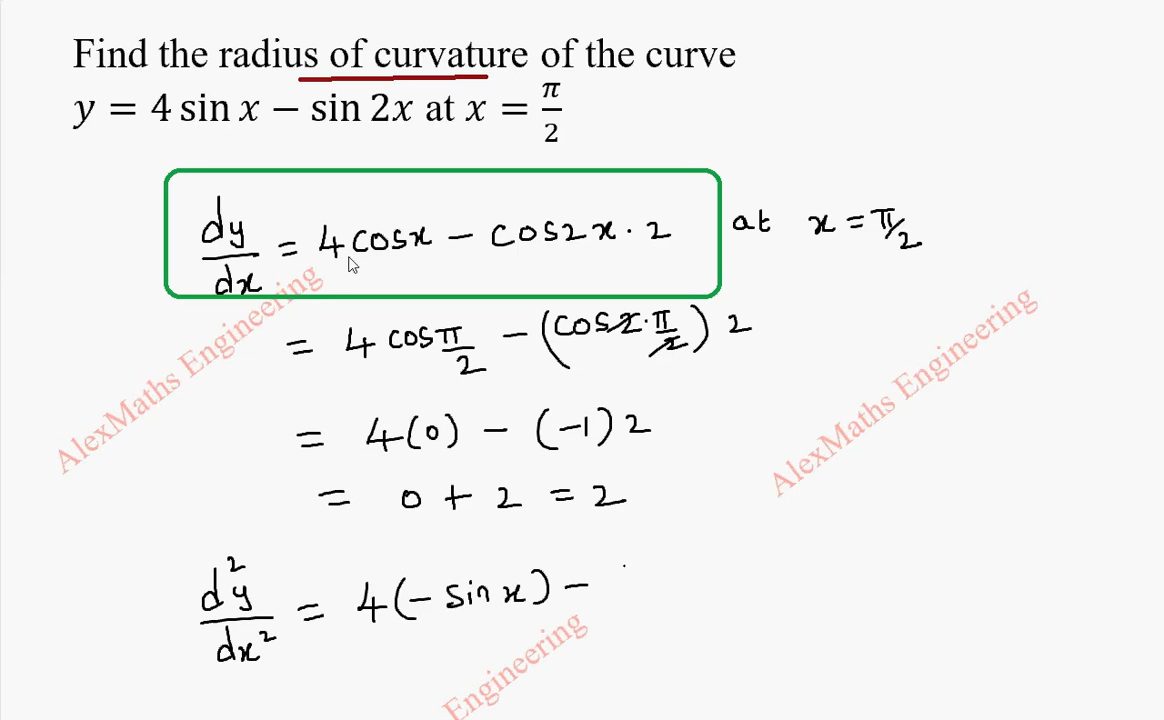 Find the radius of curvature of the curve
y = 4 sin x − sin 2x at x = π/2
dy/dx = 4cosx − cos2x · 2 at x = π/2
= 4 cos π/2 − (cos2 · π/2) 2
= 4(0) − (−1) 2
= 0 + 2 = 2
d²y/dx² = 4(− sin x) −
AlexMaths Engineering
AlexMaths Engineering
Engineering